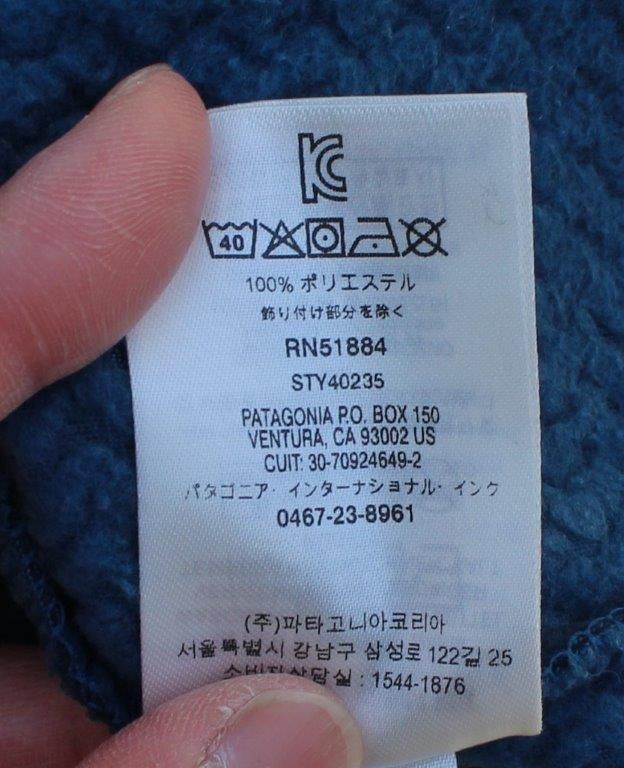 KC
40
100% ポリエステル
飾り付け部分を除く
RN51884
STY40235
PATAGONIA P.O. BOX 150
VENTURA, CA 93002 US
CUIT: 30-70924649-2
パタゴニア・インターナショナル・インク
0467-23-8961
(주)파타고니아코리아
서울특별시 강남구 삼성로 122길 25
소비자상담실 : 1544-1876